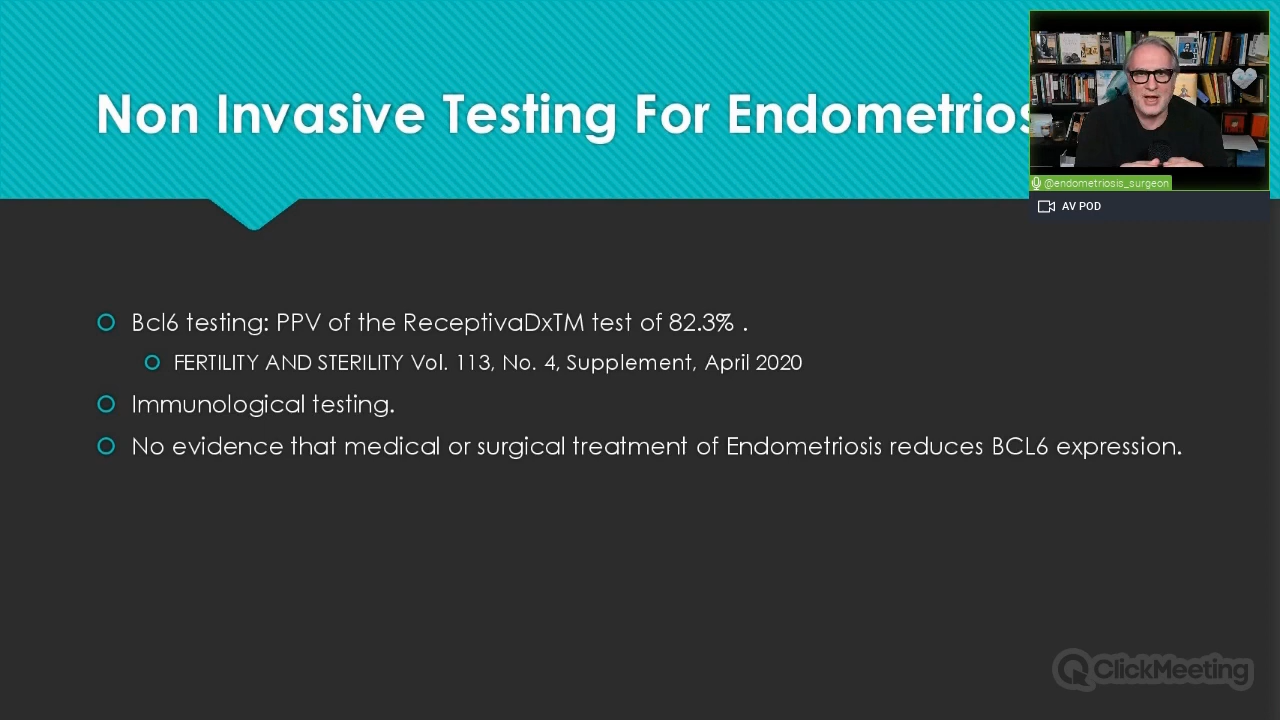 Non Invasive Testing For Endometrios
@endometriosis_surgeon
AV POD
Bcl6 testing: PPV of the ReceptivaDxTM test of 82.3% .
FERTILITY AND STERILITY Vol. 113, No. 4, Supplement, April 2020
Immunological testing.
No evidence that medical or surgical treatment of Endometriosis reduces BCL6 expression.
ClickMeeting